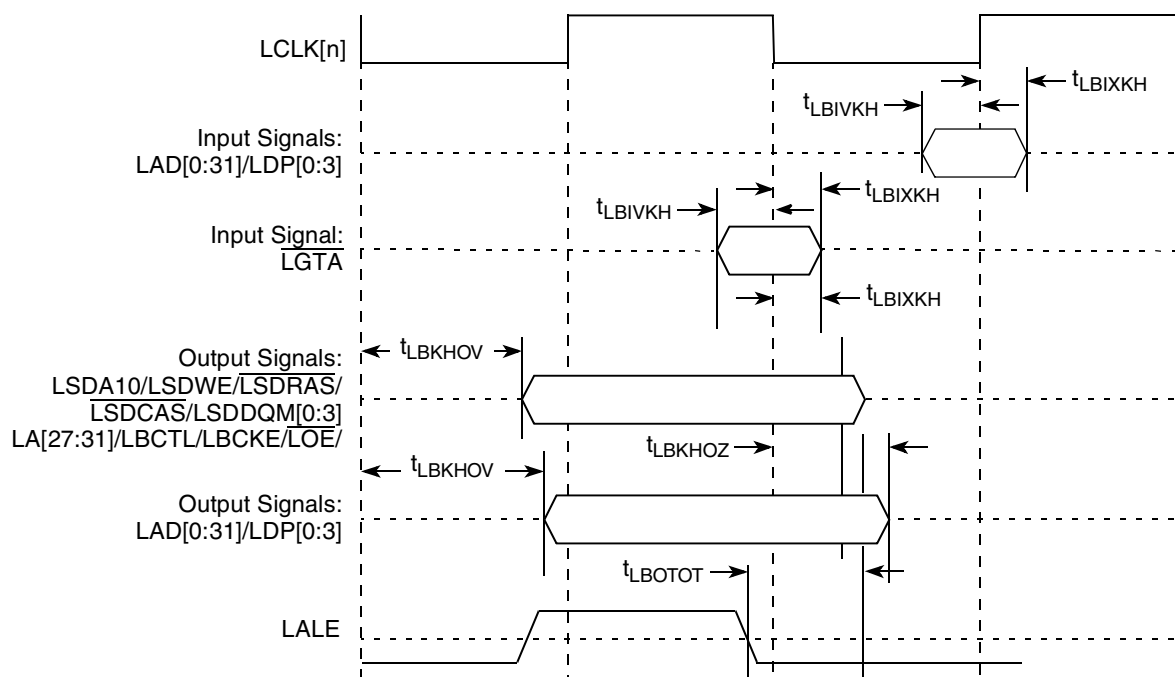 LCLK[n]
tLBIXKH
tLBIVKH
Input Signals:
LAD[0:31]/LDP[0:3]
tLBIXKH
tLBIVKH
Input Signal:
LGTA
tLBIXKH
tLBKHOV
Output Signals:
LSDA10/LSDWE/LSDRAS/
LSDCAS/LSDDQM[0:3]
LA[27:31]/LBCTL/LBCKE/LOE/
tLBKHOZ
tLBKHOV
Output Signals:
LAD[0:31]/LDP[0:3]
tLBOTOT
LALE